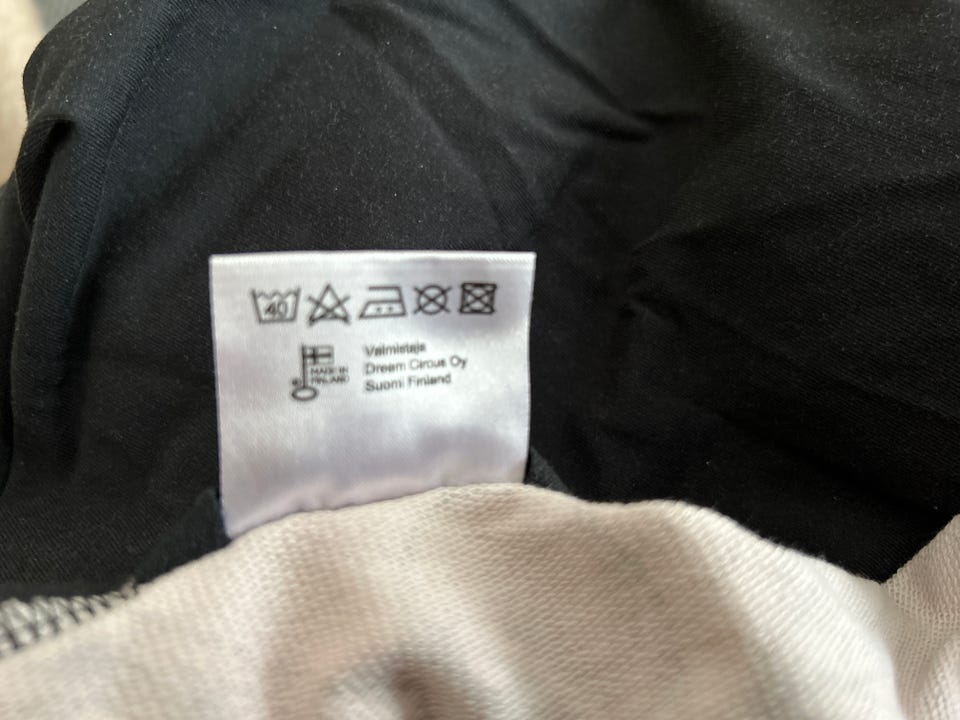 40
MADE IN
FINLAND
Valmistaja
Dream Circus Oy
Suomi Finland